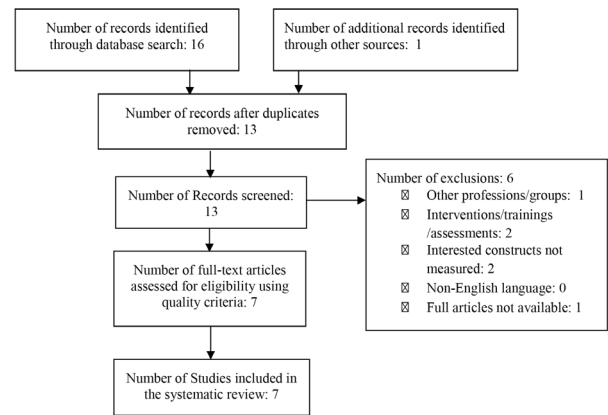 Number of records identified
through database search: 16
Number of additional records identified
through other sources: 1
Number of records after duplicates
removed: 13
Number of Records screened:
13
Number of exclusions: 6
Other professions/groups: 1
Interventions/trainings
/assessments: 2
Interested constructs not
measured: 2
Non-English language: 0
Full articles not available: 1
Number of full-text articles
assessed for eligibility using
quality criteria: 7
Number of Studies included in
the systematic review: 7